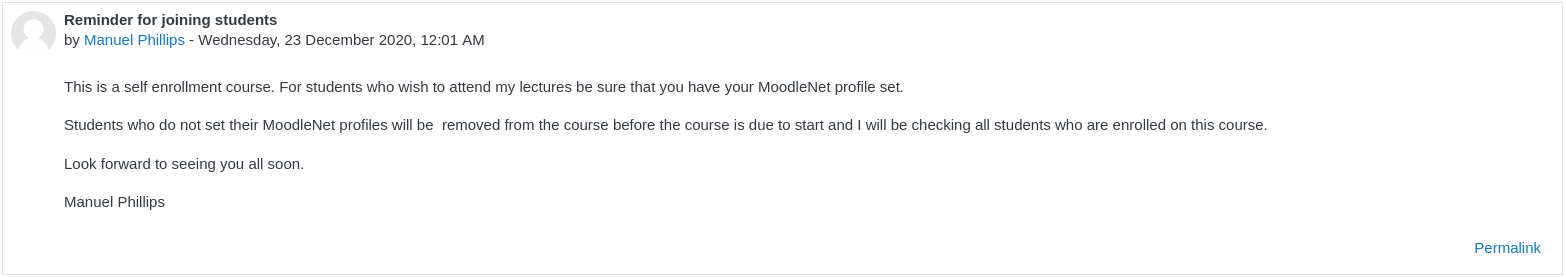 Reminder for joining students
by Manuel Phillips - Wednesday, 23 December 2020, 12:01 AM
This is a self enrollment course. For students who wish to attend my lectures be sure that you have your MoodleNet profile set.
Students who do not set their MoodleNet profiles will be  removed from the course before the course is due to start and I will be checking all students who are enrolled on this course.
Look forward to seeing you all soon.
Manuel Phillips
Permalink